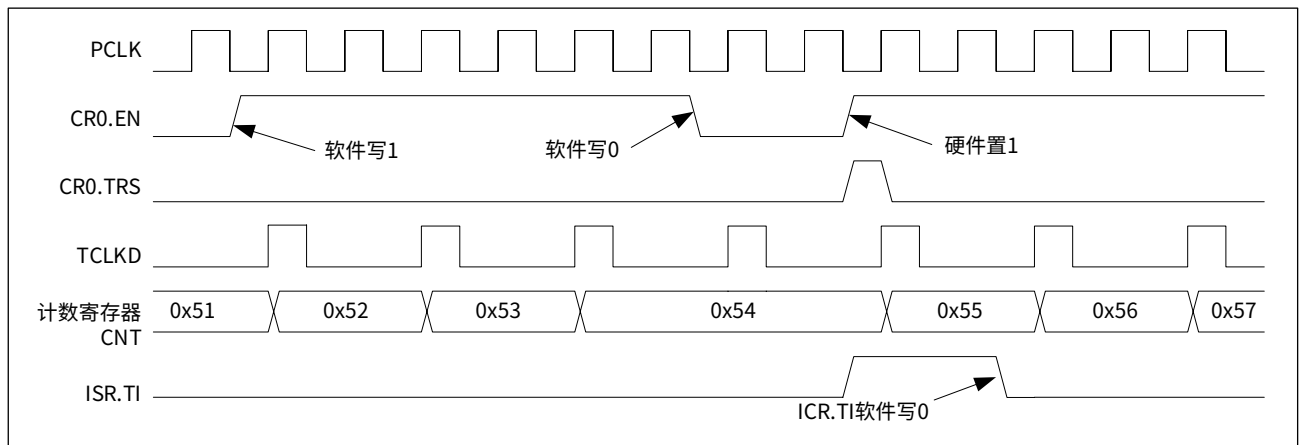 PCLK
CR0.EN
软件写1
软件写0
硬件置1
CR0.TRS
TCLKD
计数寄存器
CNT
0x51
0x52
0x53
0x54
0x55
0x56
0x57
ISR.TI
ICR.TI软件写0